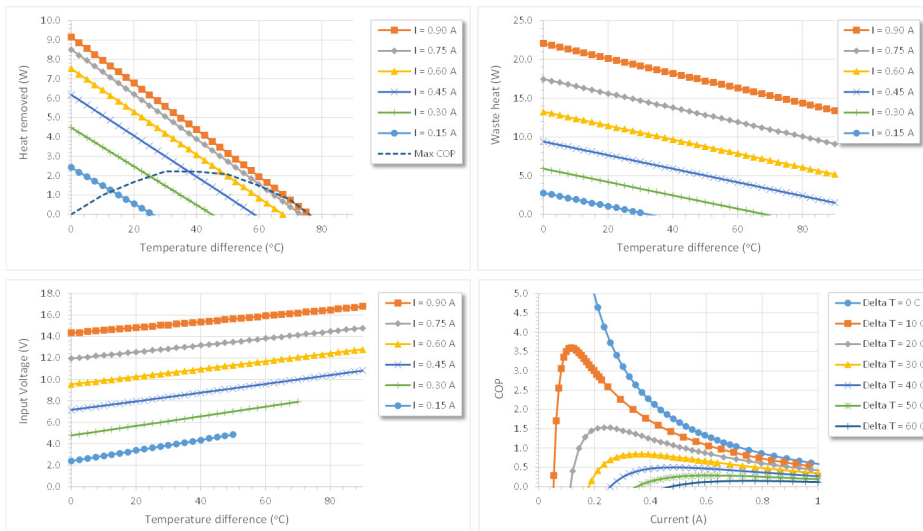 Heat removed (W)
10.0
9.0
8.0
7.0
6.0
5.0
4.0
3.0
2.0
1.0
0.0
0
20
40
60
80
Temperature difference (°C)
I = 0.90 A
I = 0.75 A
I = 0.60 A
I = 0.45 A
I = 0.30 A
I = 0.15 A
Max COP
Waste heat (W)
25.0
20.0
15.0
10.0
5.0
0.0
0
20
40
60
80
Temperature difference (°C)
I = 0.90 A
I = 0.75 A
I = 0.60 A
I = 0.45 A
I = 0.30 A
I = 0.15 A
Input Voltage (V)
18.0
16.0
14.0
12.0
10.0
8.0
6.0
4.0
2.0
0.0
0
20
40
60
80
Temperature difference (°C)
I = 0.90 A
I = 0.75 A
I = 0.60 A
I = 0.45 A
I = 0.30 A
I = 0.15 A
COP
5.0
4.5
4.0
3.5
3.0
2.5
2.0
1.5
1.0
0.5
0.0
0
0.2
0.4
0.6
0.8
1
Current (A)
Delta T = 0 C
Delta T = 10 C
Delta T = 20 C
Delta T = 30 C
Delta T = 40 C
Delta T = 50 C
Delta T = 60 C